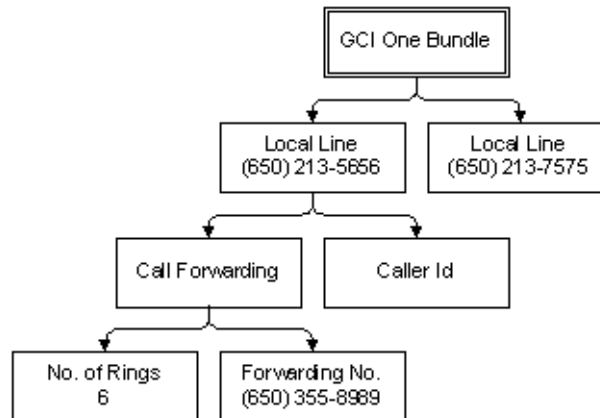 GCI One Bundle
Local Line
(650) 213-5656
Local Line
(650) 213-7575
Call Forwarding
Caller Id
No. of Rings
6
Forwarding No.
(650) 355-8989